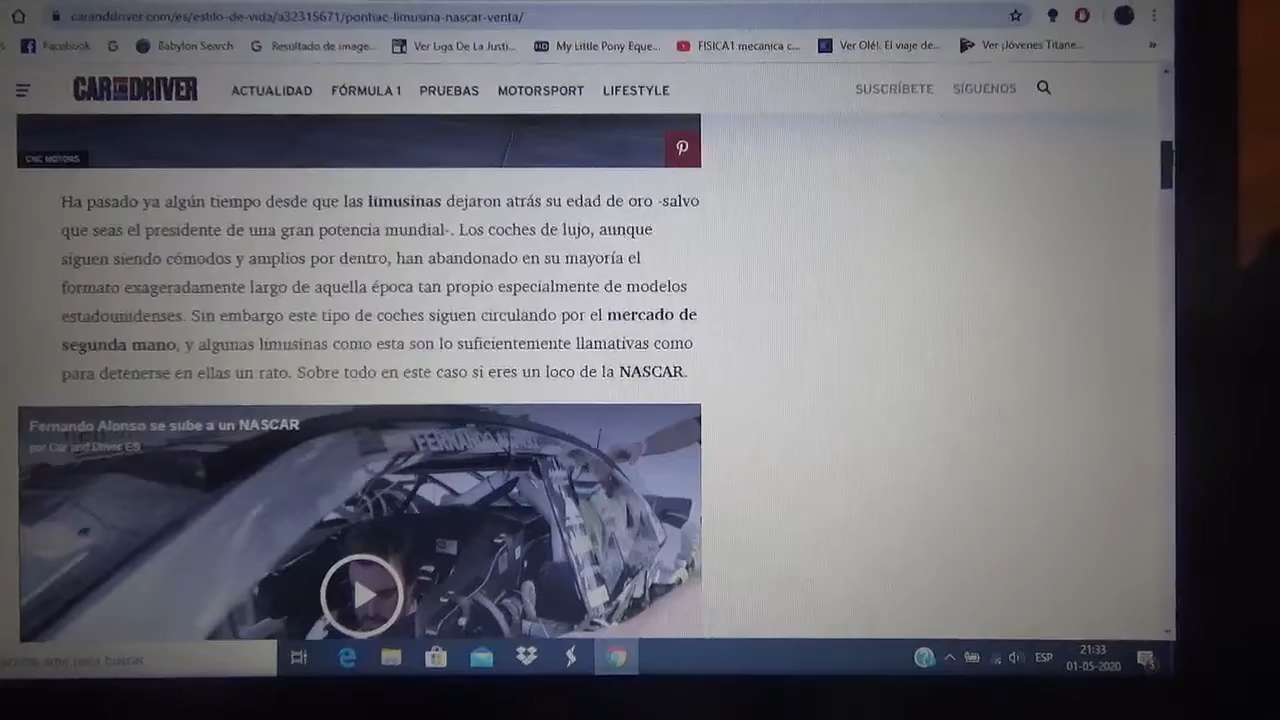 caranddriver.com/es/estilo-de-vida/a32315671/pontiac-limusina-nascar-venta/
s Facebook G Babylon Search G Resultado de image... Ver Liga De La Justi... HD My Little Pony Eque... FISICA1 mecanica c... Ver Olé!. El viaje de... Ver ¡Jóvenes Titane... »
CAR AND DRIVER ACTUALIDAD FÓRMULA 1 PRUEBAS MOTORSPORT LIFESTYLE SUSCRÍBETE SÍGUENOS
CNC MOTORS
Ha pasado ya algún tiempo desde que las limusinas dejaron atrás su edad de oro -salvo
que seas el presidente de una gran potencia mundial-. Los coches de lujo, aunque
siguen siendo cómodos y amplios por dentro, han abandonado en su mayoría el
formato exageradamente largo de aquella época tan propio especialmente de modelos
estadounidenses. Sin embargo este tipo de coches siguen circulando por el mercado de
segunda mano, y algunas limusinas como esta son lo suficientemente llamativas como
para detenerse en ellas un rato. Sobre todo en este caso si eres un loco de la NASCAR.
Fernando Alonso se sube a un NASCAR
por Car and Driver ES
aquí para buscar
ESP
21:33
01-05-2020